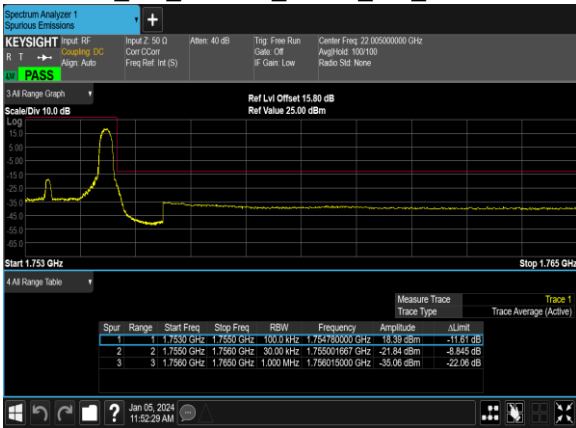 Spectrum Analyzer 1
Spurious Emissions
KEYSIGHT Input: RF Input Z: 50 Ω Atten: 40 dB Trig: Free Run Center Freq: 22.005000000 GHz
R T Coupling: DC Corr CCorr Gate: Off Avg|Hold: 100/100
Align: Auto Freq Ref: Int (S) IF Gain: Low Radio Std: None
PASS
3 All Range Graph
Ref Lvl Offset 15.80 dB
Scale/Div 10.0 dB Ref Value 25.00 dBm
Log
15.0
5.00
-5.00
-15.0
-25.0
-35.0
-45.0
-55.0
-65.0
Start 1.753 GHz Stop 1.765 GHz
4 All Range Table
Measure Trace Trace 1
Trace Type Trace Average (Active)
Spur Range Start Freq Stop Freq RBW Frequency Amplitude ΔLimit
1 1 1.7530 GHz 1.7550 GHz 100.0 kHz 1.754780000 GHz 18.39 dBm -11.61 dB
2 2 1.7550 GHz 1.7560 GHz 30.00 kHz 1.755001667 GHz -21.84 dBm -8.845 dB
3 3 1.7560 GHz 1.7650 GHz 1.000 MHz 1.756015000 GHz -35.06 dBm -22.06 dB
? Jan 05, 2024
11:52:29 AM